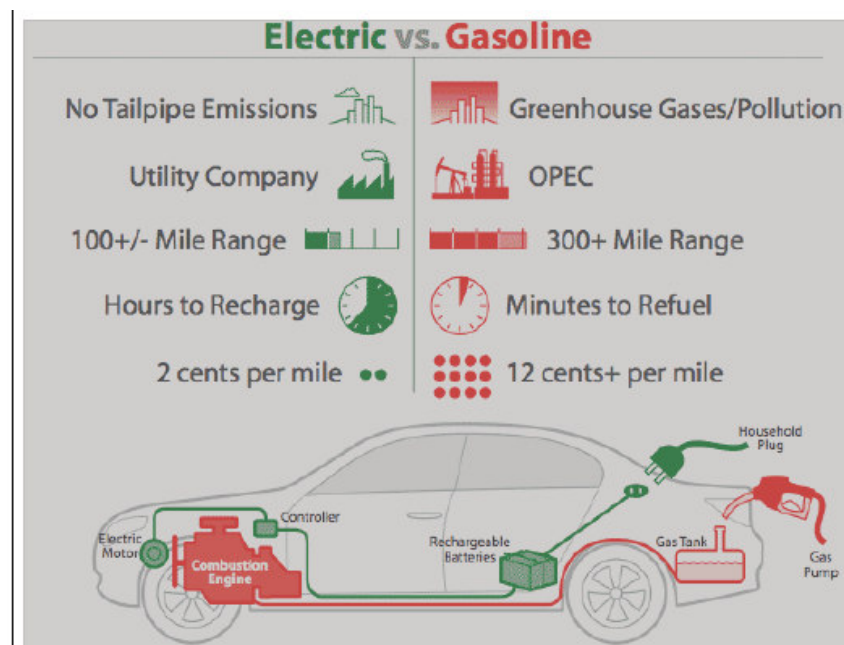 Electric vs. Gasoline
No Tailpipe Emissions
Greenhouse Gases/Pollution
Utility Company
OPEC
100+/- Mile Range
300+ Mile Range
Hours to Recharge
Minutes to Refuel
2 cents per mile
12 cents+ per mile
Household
Plug
Controller
Electric
Motor
Combustion
Engine
Rechargeable
Batteries
Gas Tank
Gas
Pump